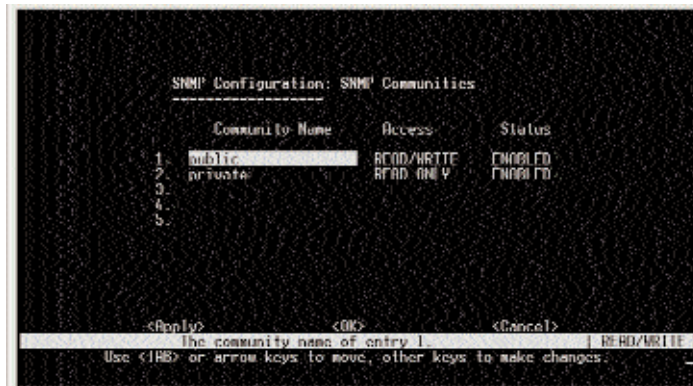 SNMP Configuration: SNMP Communities
--------------------
Community Name Access Status
1. public READ/WRITE ENABLED
2. private READ ONLY ENABLED
3.
4.
5.
<Apply> <OK> <Cancel>
The community name of entry 1. | READ/WRITE
Use <TAB> or arrow keys to move, other keys to make changes.